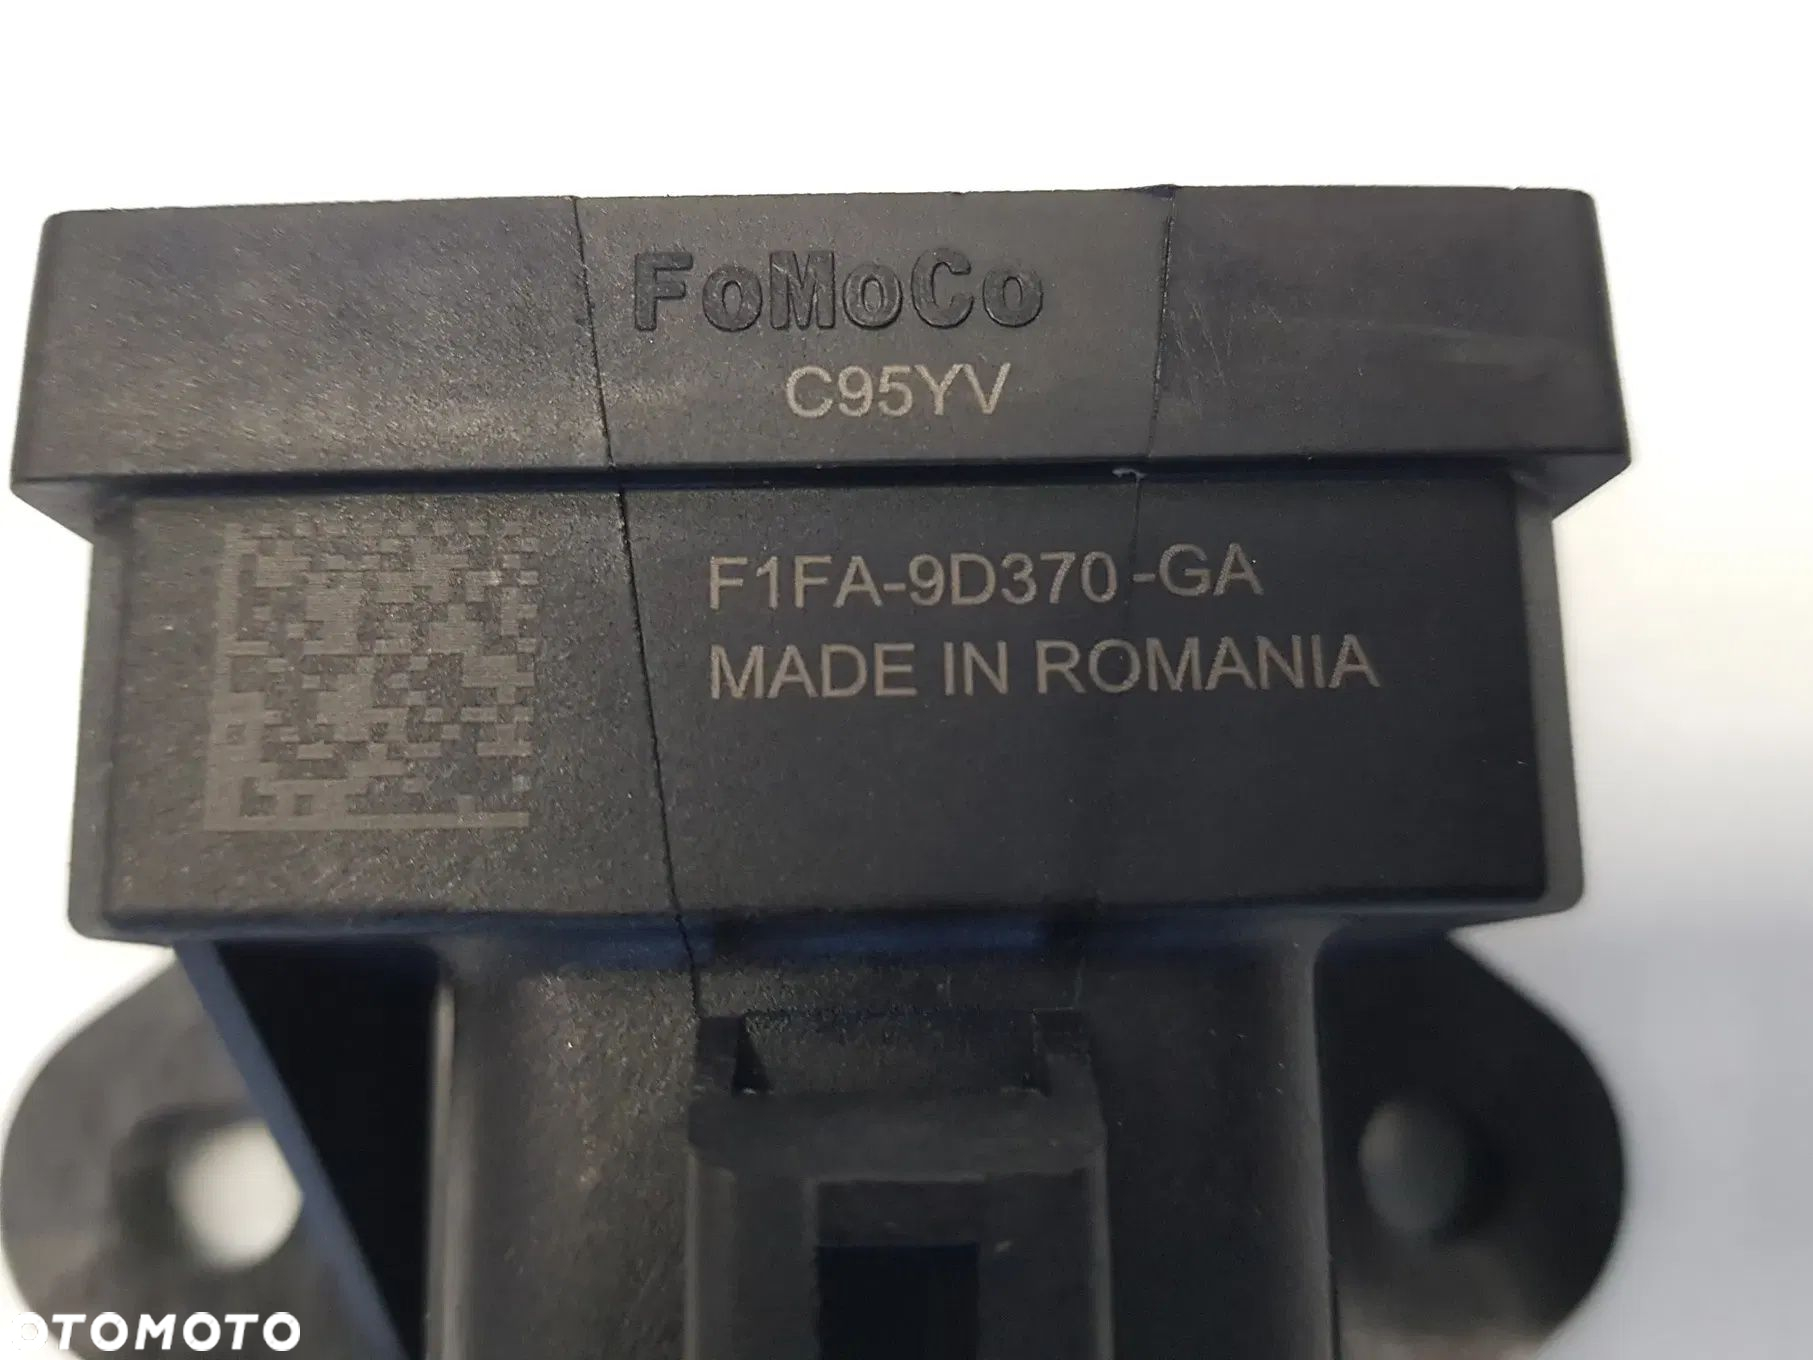 FoMoCo
C95YV
F1FA-9D370-GA
MADE IN ROMANIA
OTOMOTO